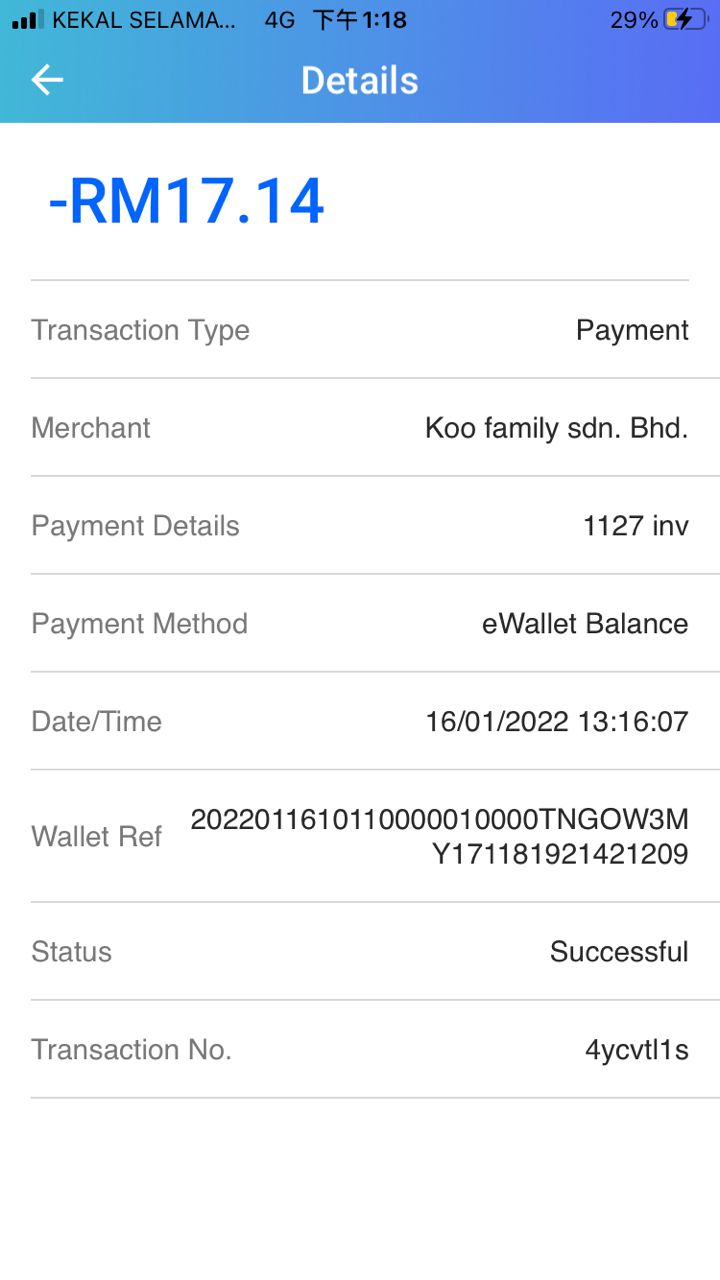 KEKAL SELAMA... 4G 下午1:18 29%
Details
-RM17.14
Transaction Type Payment
Merchant Koo family sdn. Bhd.
Payment Details 1127 inv
Payment Method eWallet Balance
Date/Time 16/01/2022 13:16:07
Wallet Ref 2022011610110000010000TNGOW3M
Y171181921421209
Status Successful
Transaction No. 4ycvtl1s